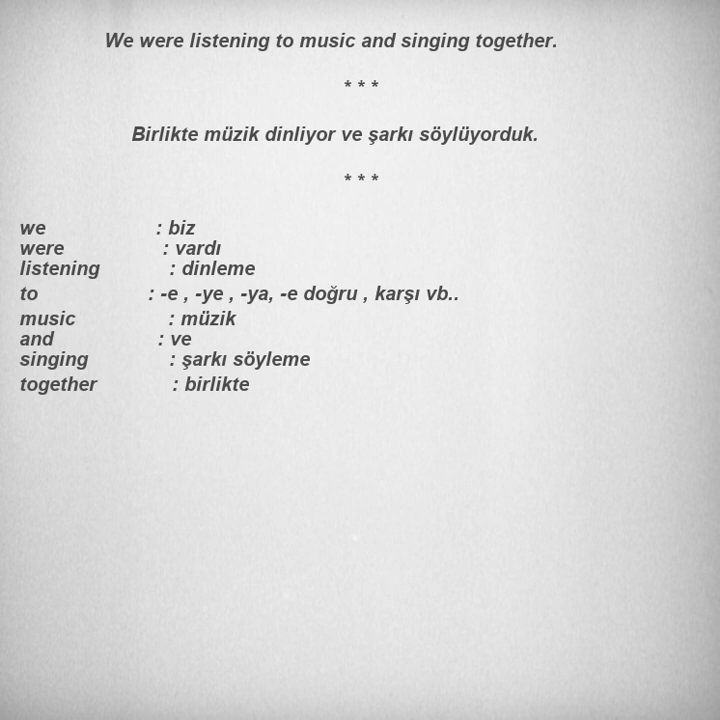 We were listening to music and singing together.
* * *
Birlikte müzik dinliyor ve şarkı söylüyorduk.
* * *
we : biz
were : vardı
listening : dinleme
to : -e , -ye , -ya, -e doğru , karşı vb..
music : müzik
and : ve
singing : şarkı söyleme
together : birlikte